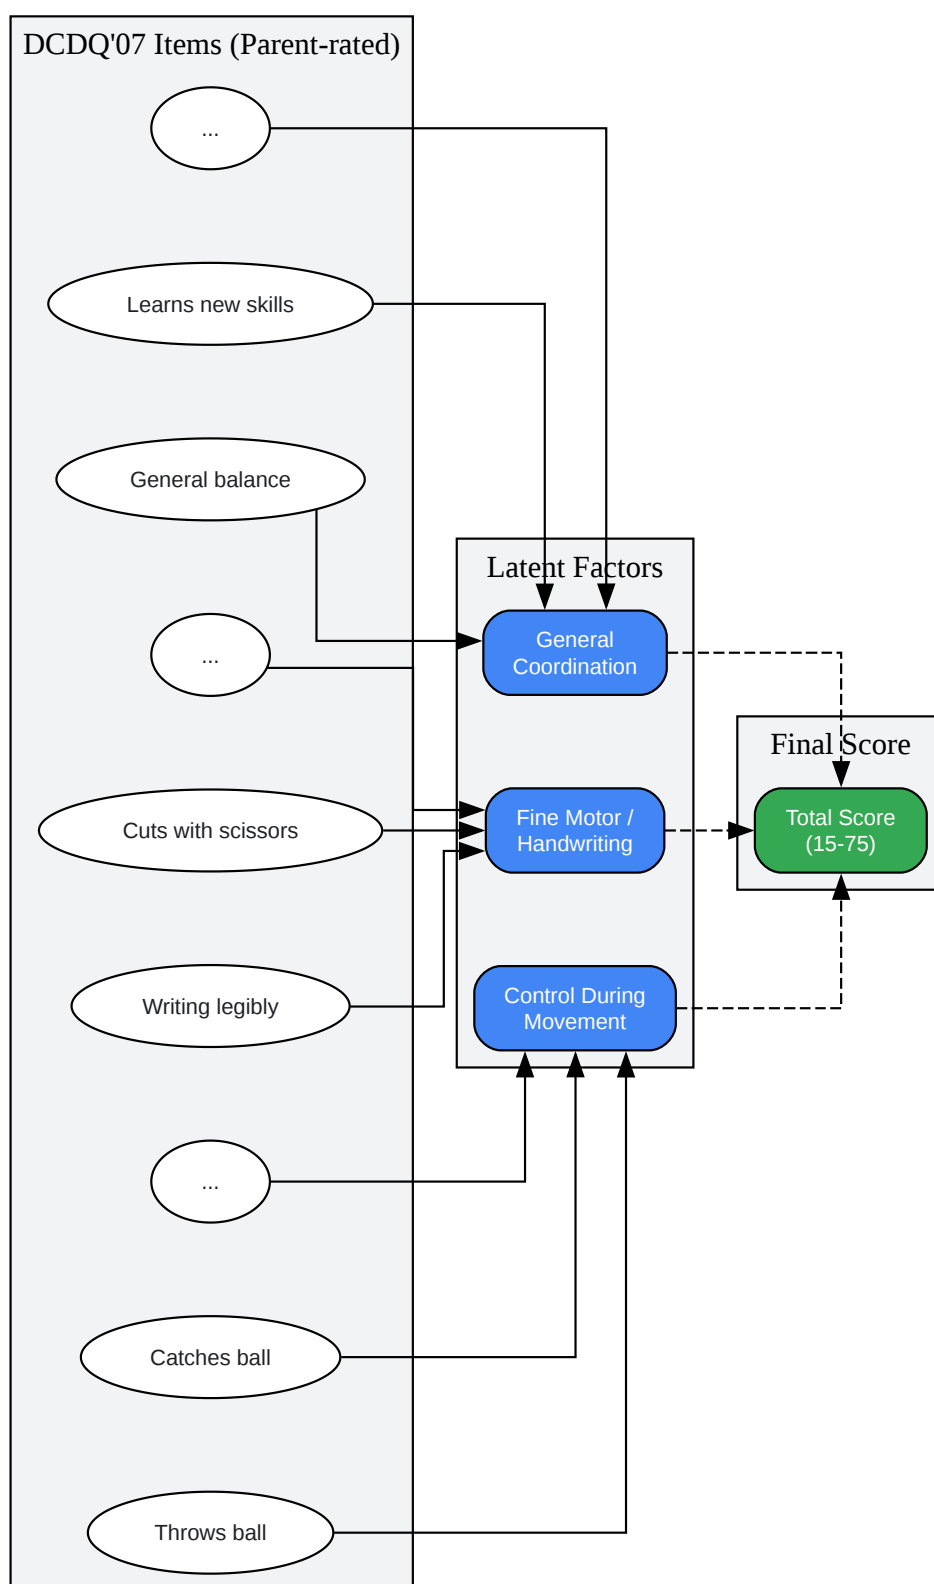 DCDQ'07 Items (Parent-rated)
...
Learns new skills
General balance
...
Cuts with scissors
Writing legibly
...
Catches ball
Throws ball
Latent Factors
General
Coordination
Fine Motor /
Handwriting
Control During
Movement
Final Score
Total Score
(15-75)